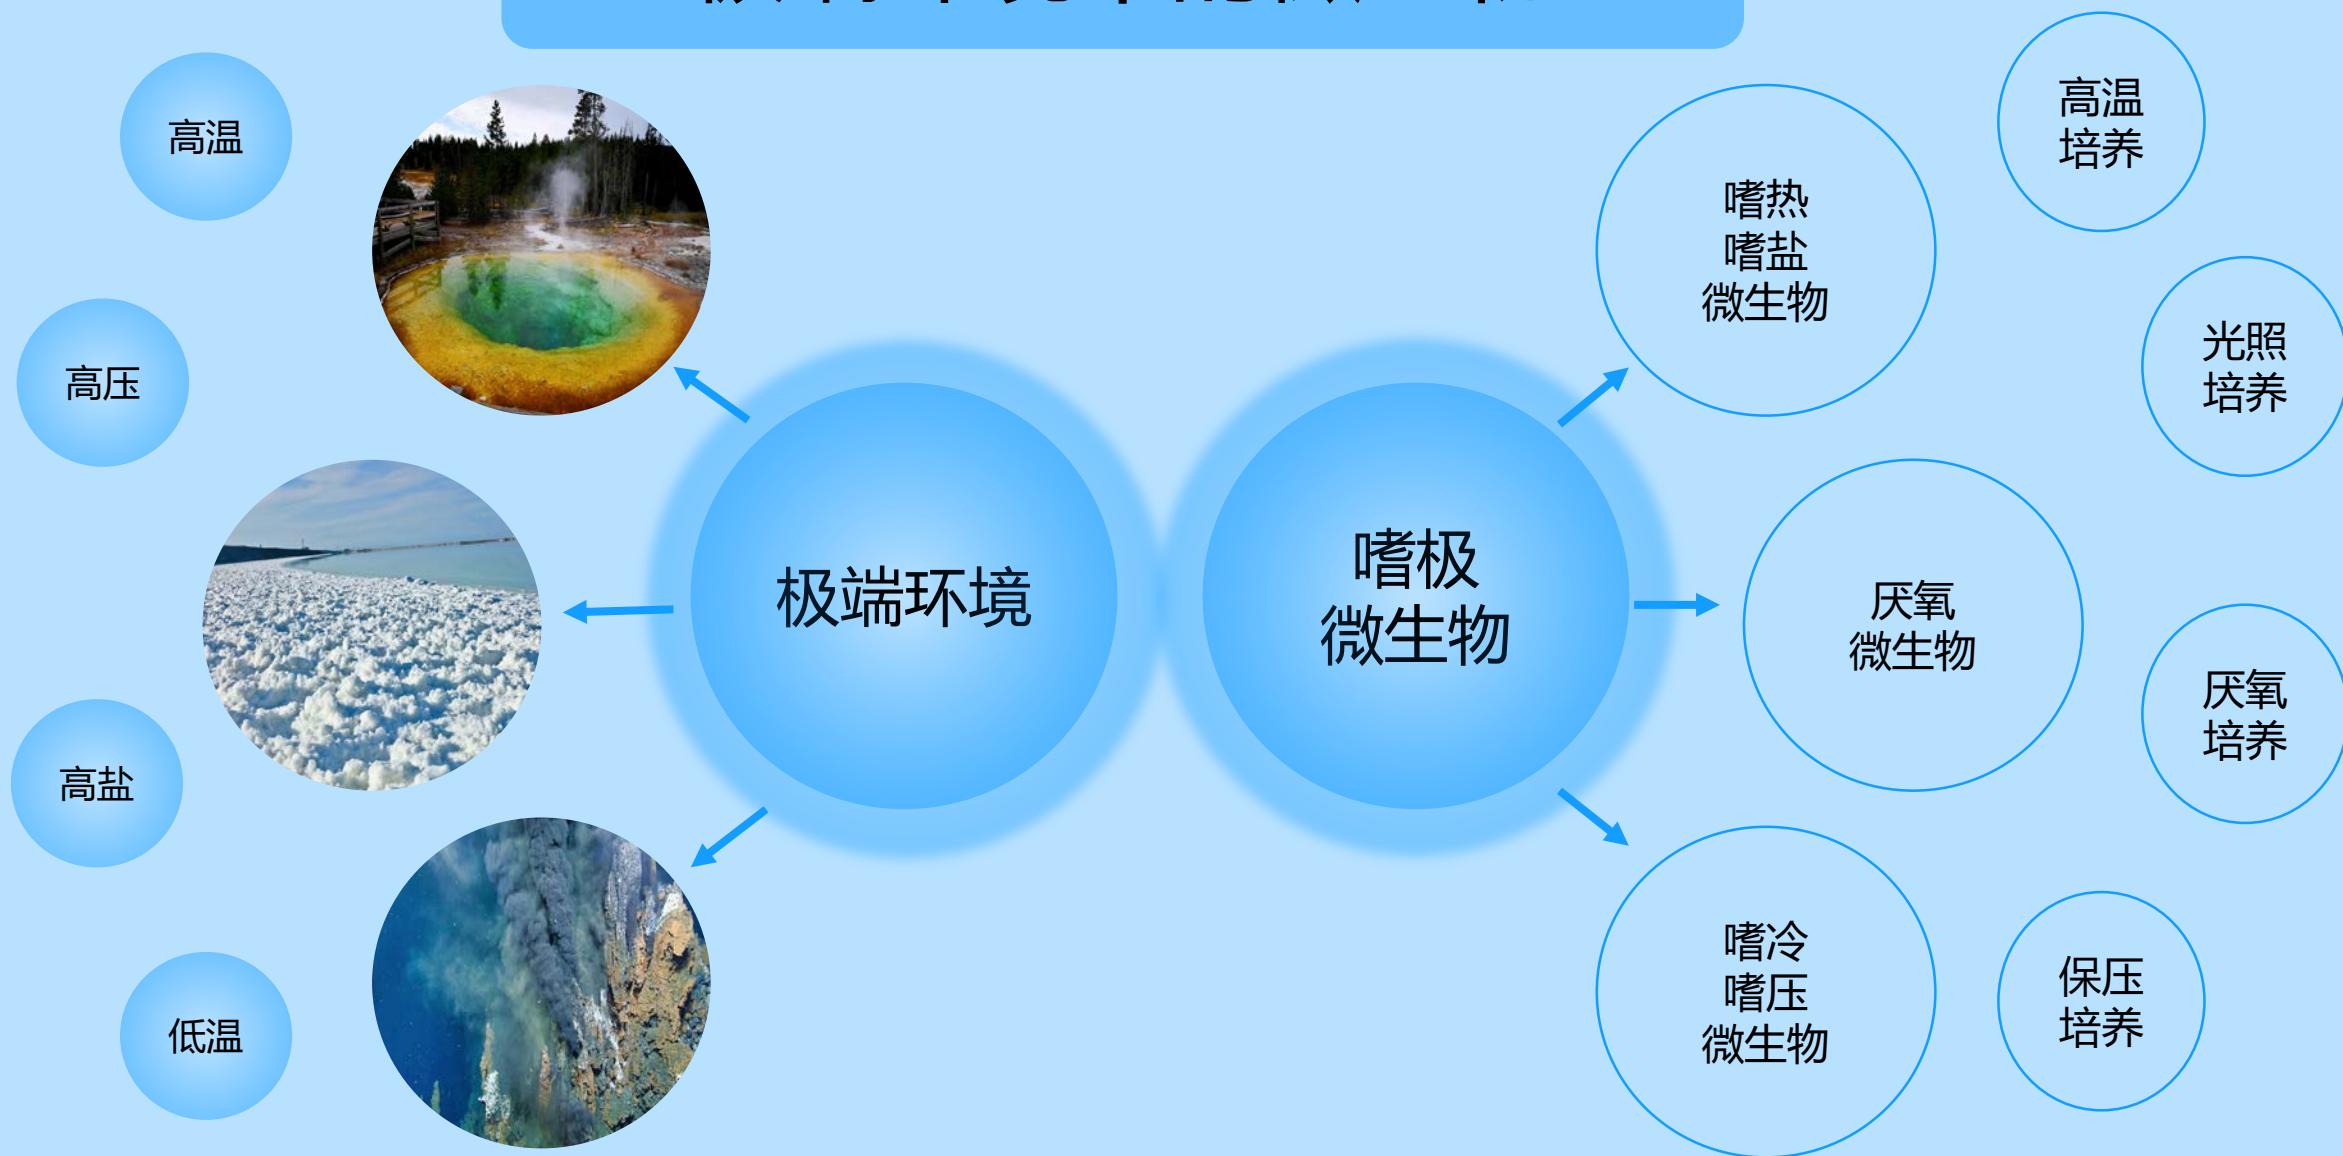 高温
高压
高盐
低温
极端环境
嗜极
微生物
嗜热
嗜盐
微生物
厌氧
微生物
嗜冷
嗜压
微生物
高温
培养
光照
培养
厌氧
培养
保压
培养